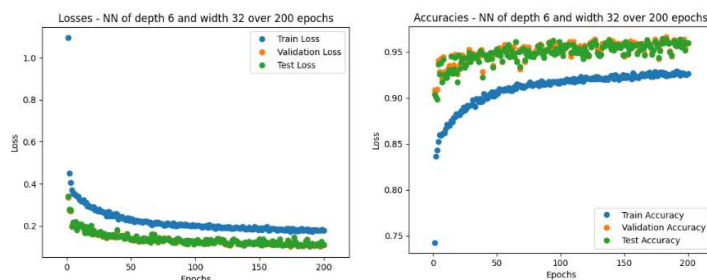 Losses - NN of depth 6 and width 32 over 200 epochs
Train Loss
Validation Loss
Test Loss
Loss
1.0
0.8
0.6
0.4
0.2
0
50
100
150
200
Epochs
Accuracies - NN of depth 6 and width 32 over 200 epochs
Loss
0.95
0.90
0.85
0.80
0.75
Train Accuracy
Validation Accuracy
Test Accuracy
0
50
100
150
200
Epochs